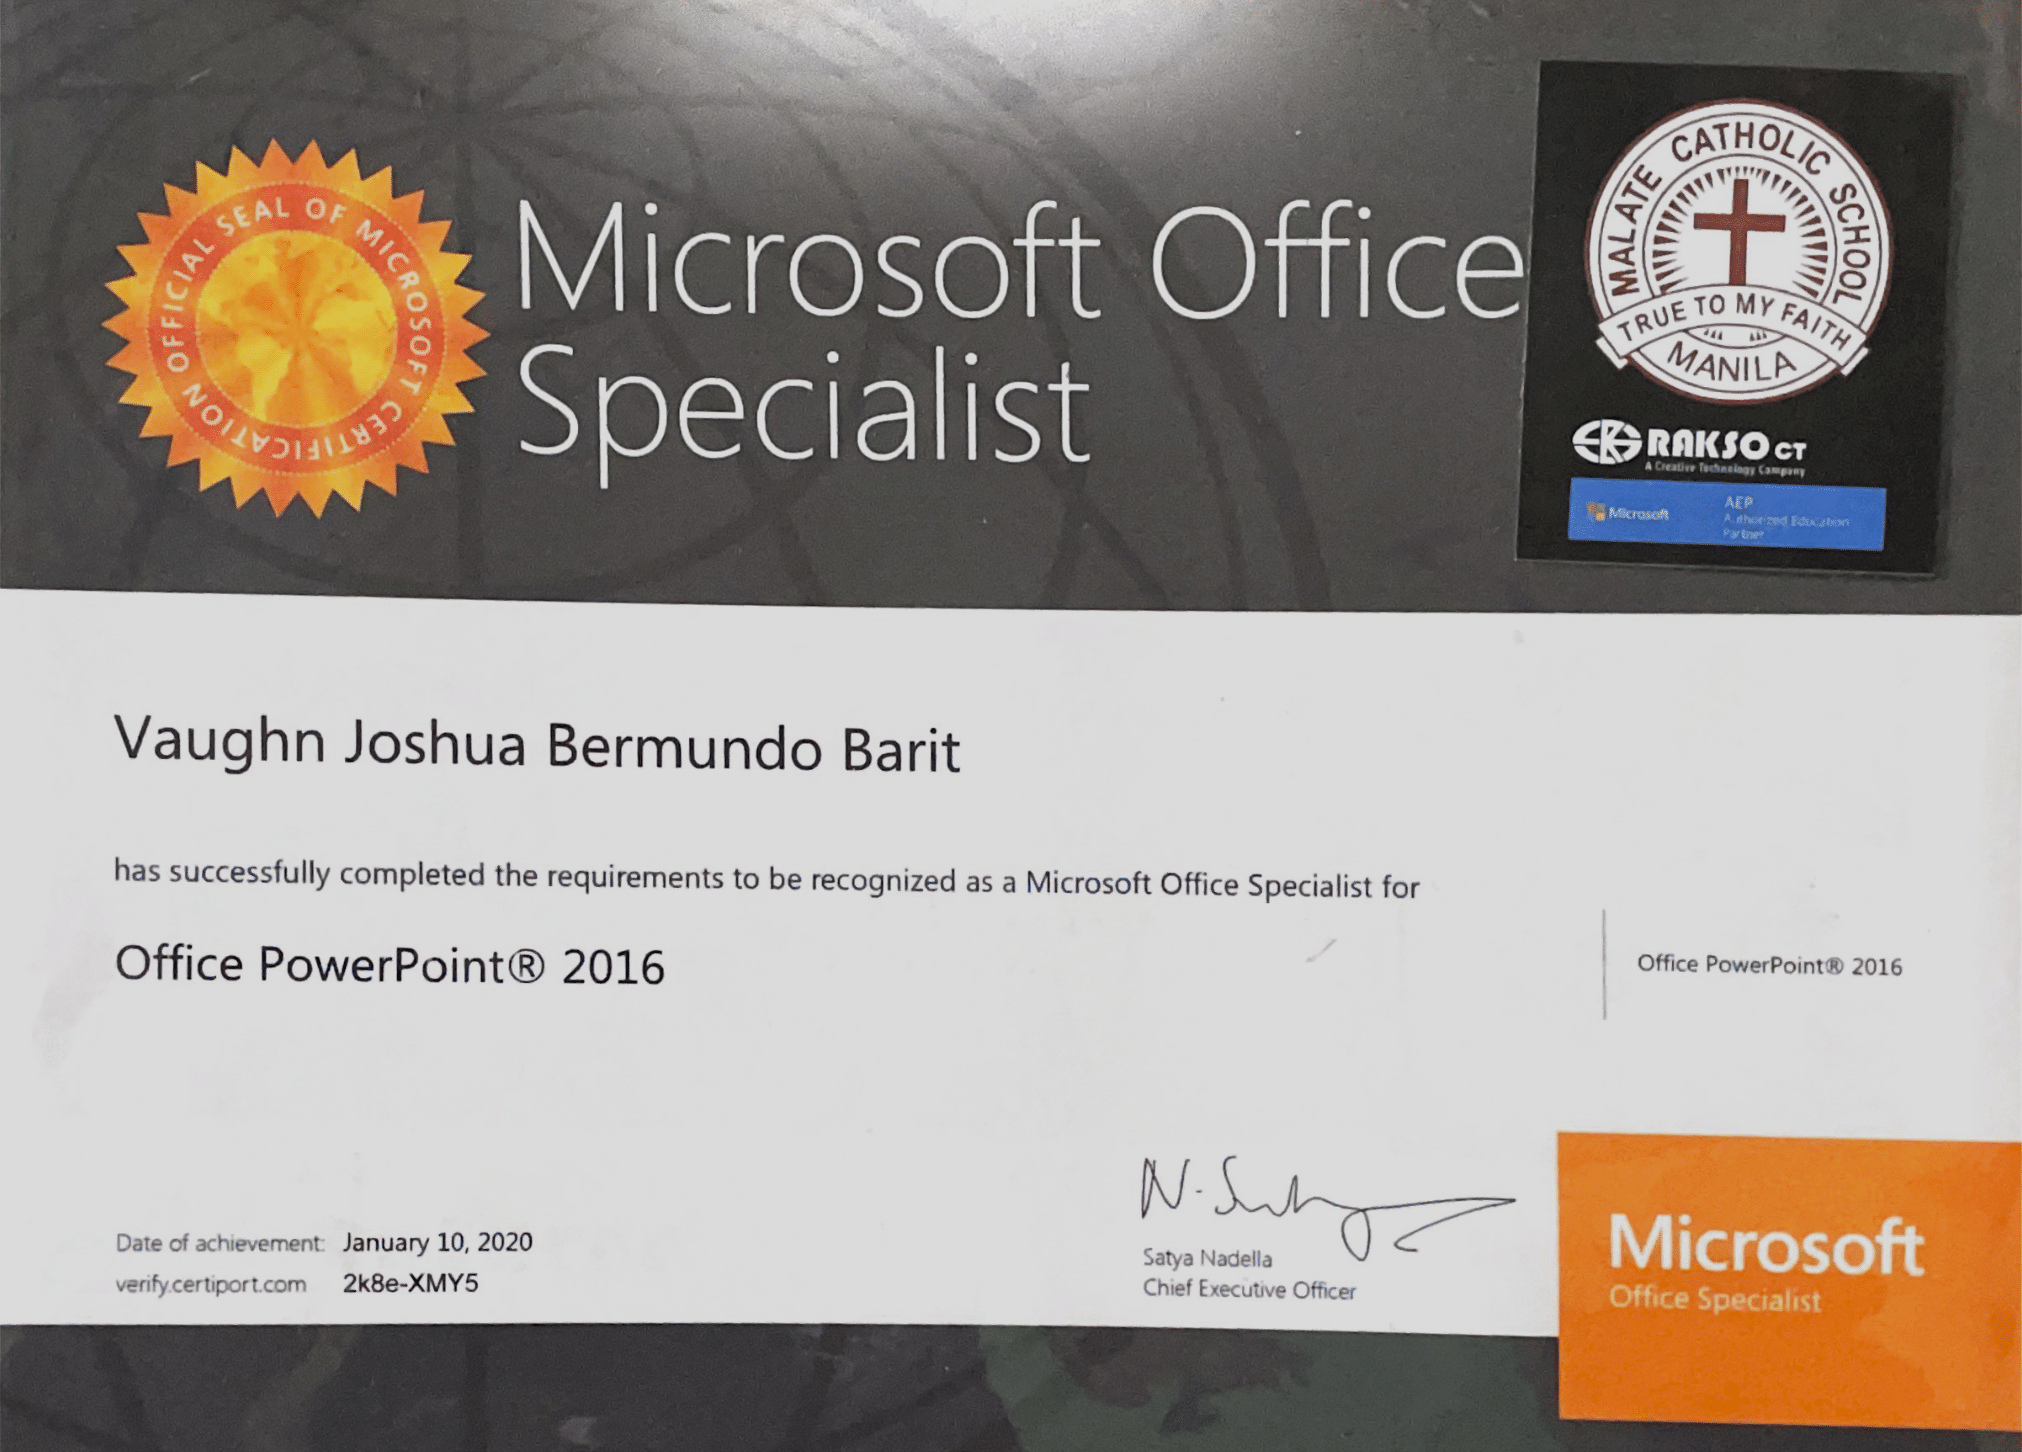 OFFICIAL SEAL OF MICROSOFT CERTIFICATION
Microsoft Office
Specialist
MALATE CATHOLIC SCHOOL
TRUE TO MY FAITH
MANILA
RAKSO CT
A Creative Technology Company
Microsoft
AEP
Authorized Education
Partner
Vaughn Joshua Bermundo Barit
has successfully completed the requirements to be recognized as a Microsoft Office Specialist for
Office PowerPoint® 2016
Office PowerPoint® 2016
Date of achievement: January 10, 2020
verify.certiport.com 2k8e-XMY5
Satya Nadella
Chief Executive Officer
Microsoft
Office Specialist